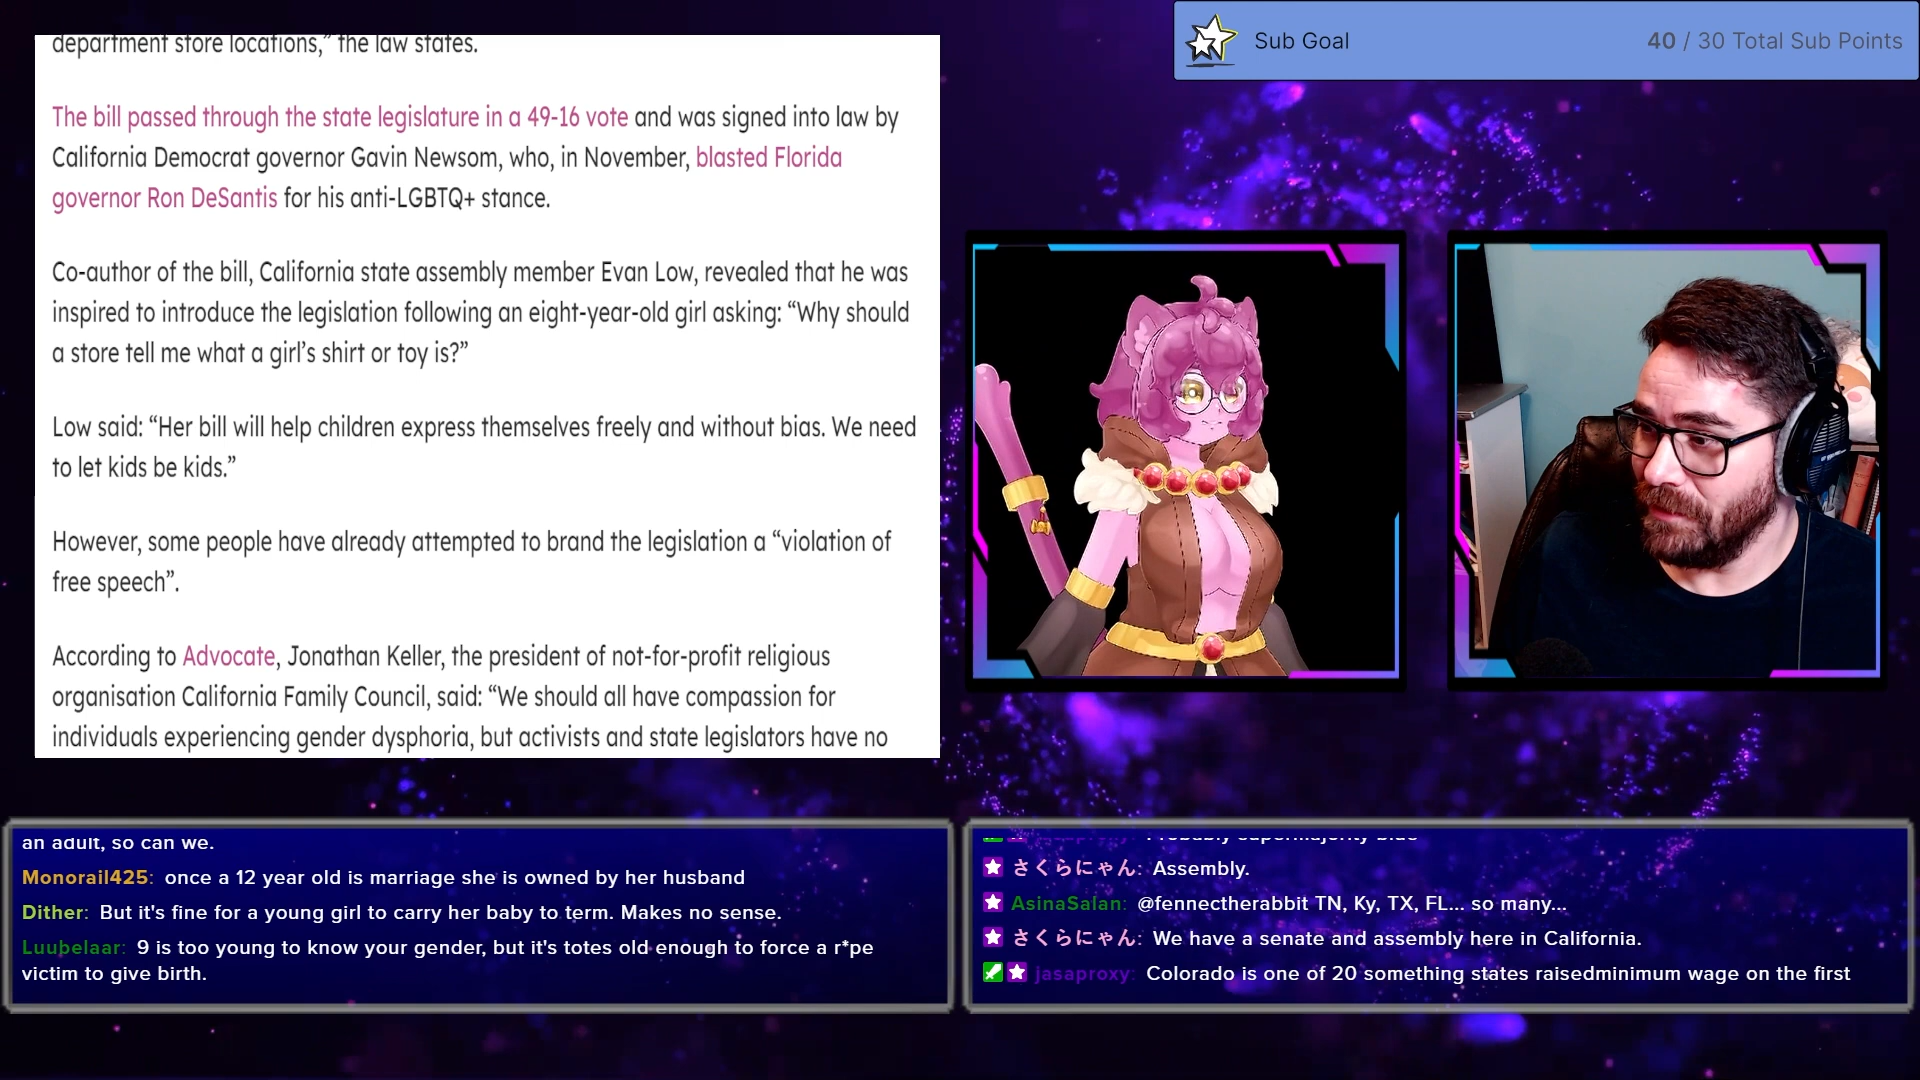 department store locations,” the law states.
The bill passed through the state legislature in a 49-16 vote and was signed into law by
California Democrat governor Gavin Newsom, who, in November, blasted Florida
governor Ron DeSantis for his anti-LGBTQ+ stance.
Co-author of the bill, California state assembly member Evan Low, revealed that he was
inspired to introduce the legislation following an eight-year-old girl asking: “Why should
a store tell me what a girl’s shirt or toy is?”
Low said: “Her bill will help children express themselves freely and without bias. We need
to let kids be kids.”
However, some people have already attempted to brand the legislation a “violation of
free speech”.
According to Advocate, Jonathan Keller, the president of not-for-profit religious
organisation California Family Council, said: “We should all have compassion for
individuals experiencing gender dysphoria, but activists and state legislators have no
Sub Goal
40 / 30 Total Sub Points
an adult, so can we.
Monorail425: once a 12 year old is marriage she is owned by her husband
Dither: But it's fine for a young girl to carry her baby to term. Makes no sense.
Luuþelaar: 9 is too young to know your gender, but it's totes old enough to force a r*pe
victim to give birth.
Probably supermajority blue
さくらにゃん: Assembly.
AsinaSalan: @fennectherabbit TN, Ky, TX, FL... so many...
さくらにゃん: We have a senate and assembly here in California.
jasaproxy: Colorado is one of 20 something states raisedminimum wage on the first